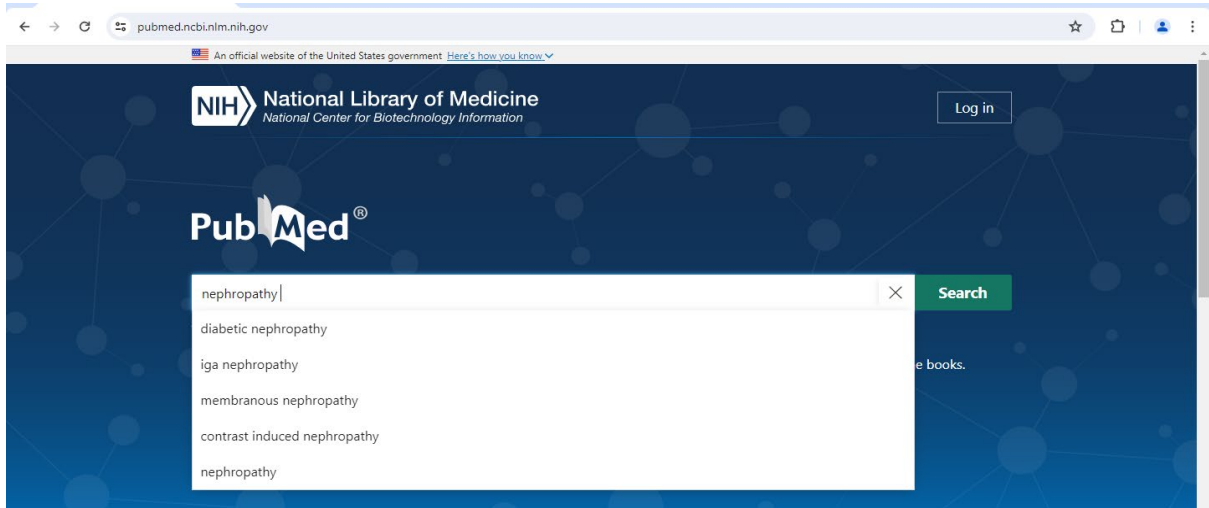 pubmed.ncbi.nlm.nih.gov
An official website of the United States government Here's how you know
NIH National Library of Medicine
National Center for Biotechnology Information
Log in
PubMed®
nephropathy
Search
diabetic nephropathy
iga nephropathy
e books.
membranous nephropathy
contrast induced nephropathy
nephropathy